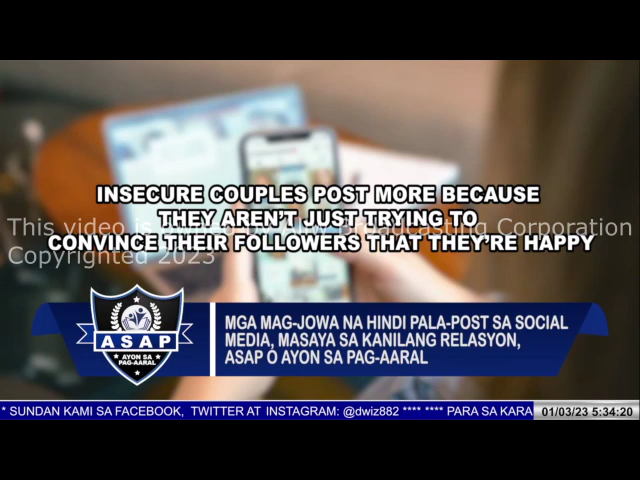 INSECURE COUPLES POST MORE BECAUSE
THEY AREN'T JUST TRYING TO
This video is
Broadcasting Corporation
CONVINCE THEIR FOLLOWERS THAT THEY'RE HAPPY
Copyrighted 2023
MGA MAG-JOWA NA HINDI PALA-POST SA SOCIAL
MEDIA, MASAYA SA KANILANG RELASYON,
ASAP O AYON SA PAG-AARAL
ASAP
AYON SA
PAG-AARAL
* SUNDAN KAMI SA FACEBOOK, TWITTER AT INSTAGRAM: @dwiz882 **** **** PARA SA KARA
01/03/23 5:34:20